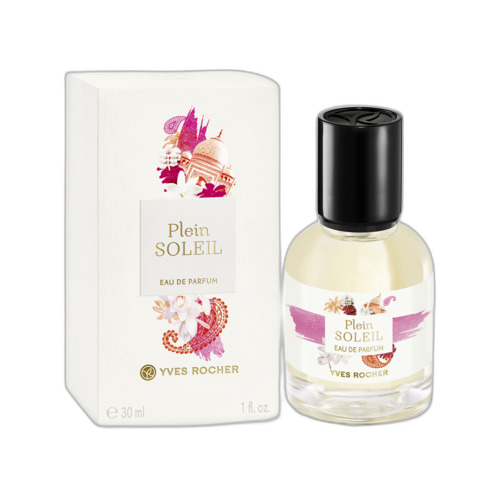 Plein
SOLEIL
EAU DE PARFUM
YVES ROCHER
℮ 30 ml
1 fl. oz.
Plein
SOLEIL
EAU DE PARFUM
YVES ROCHER